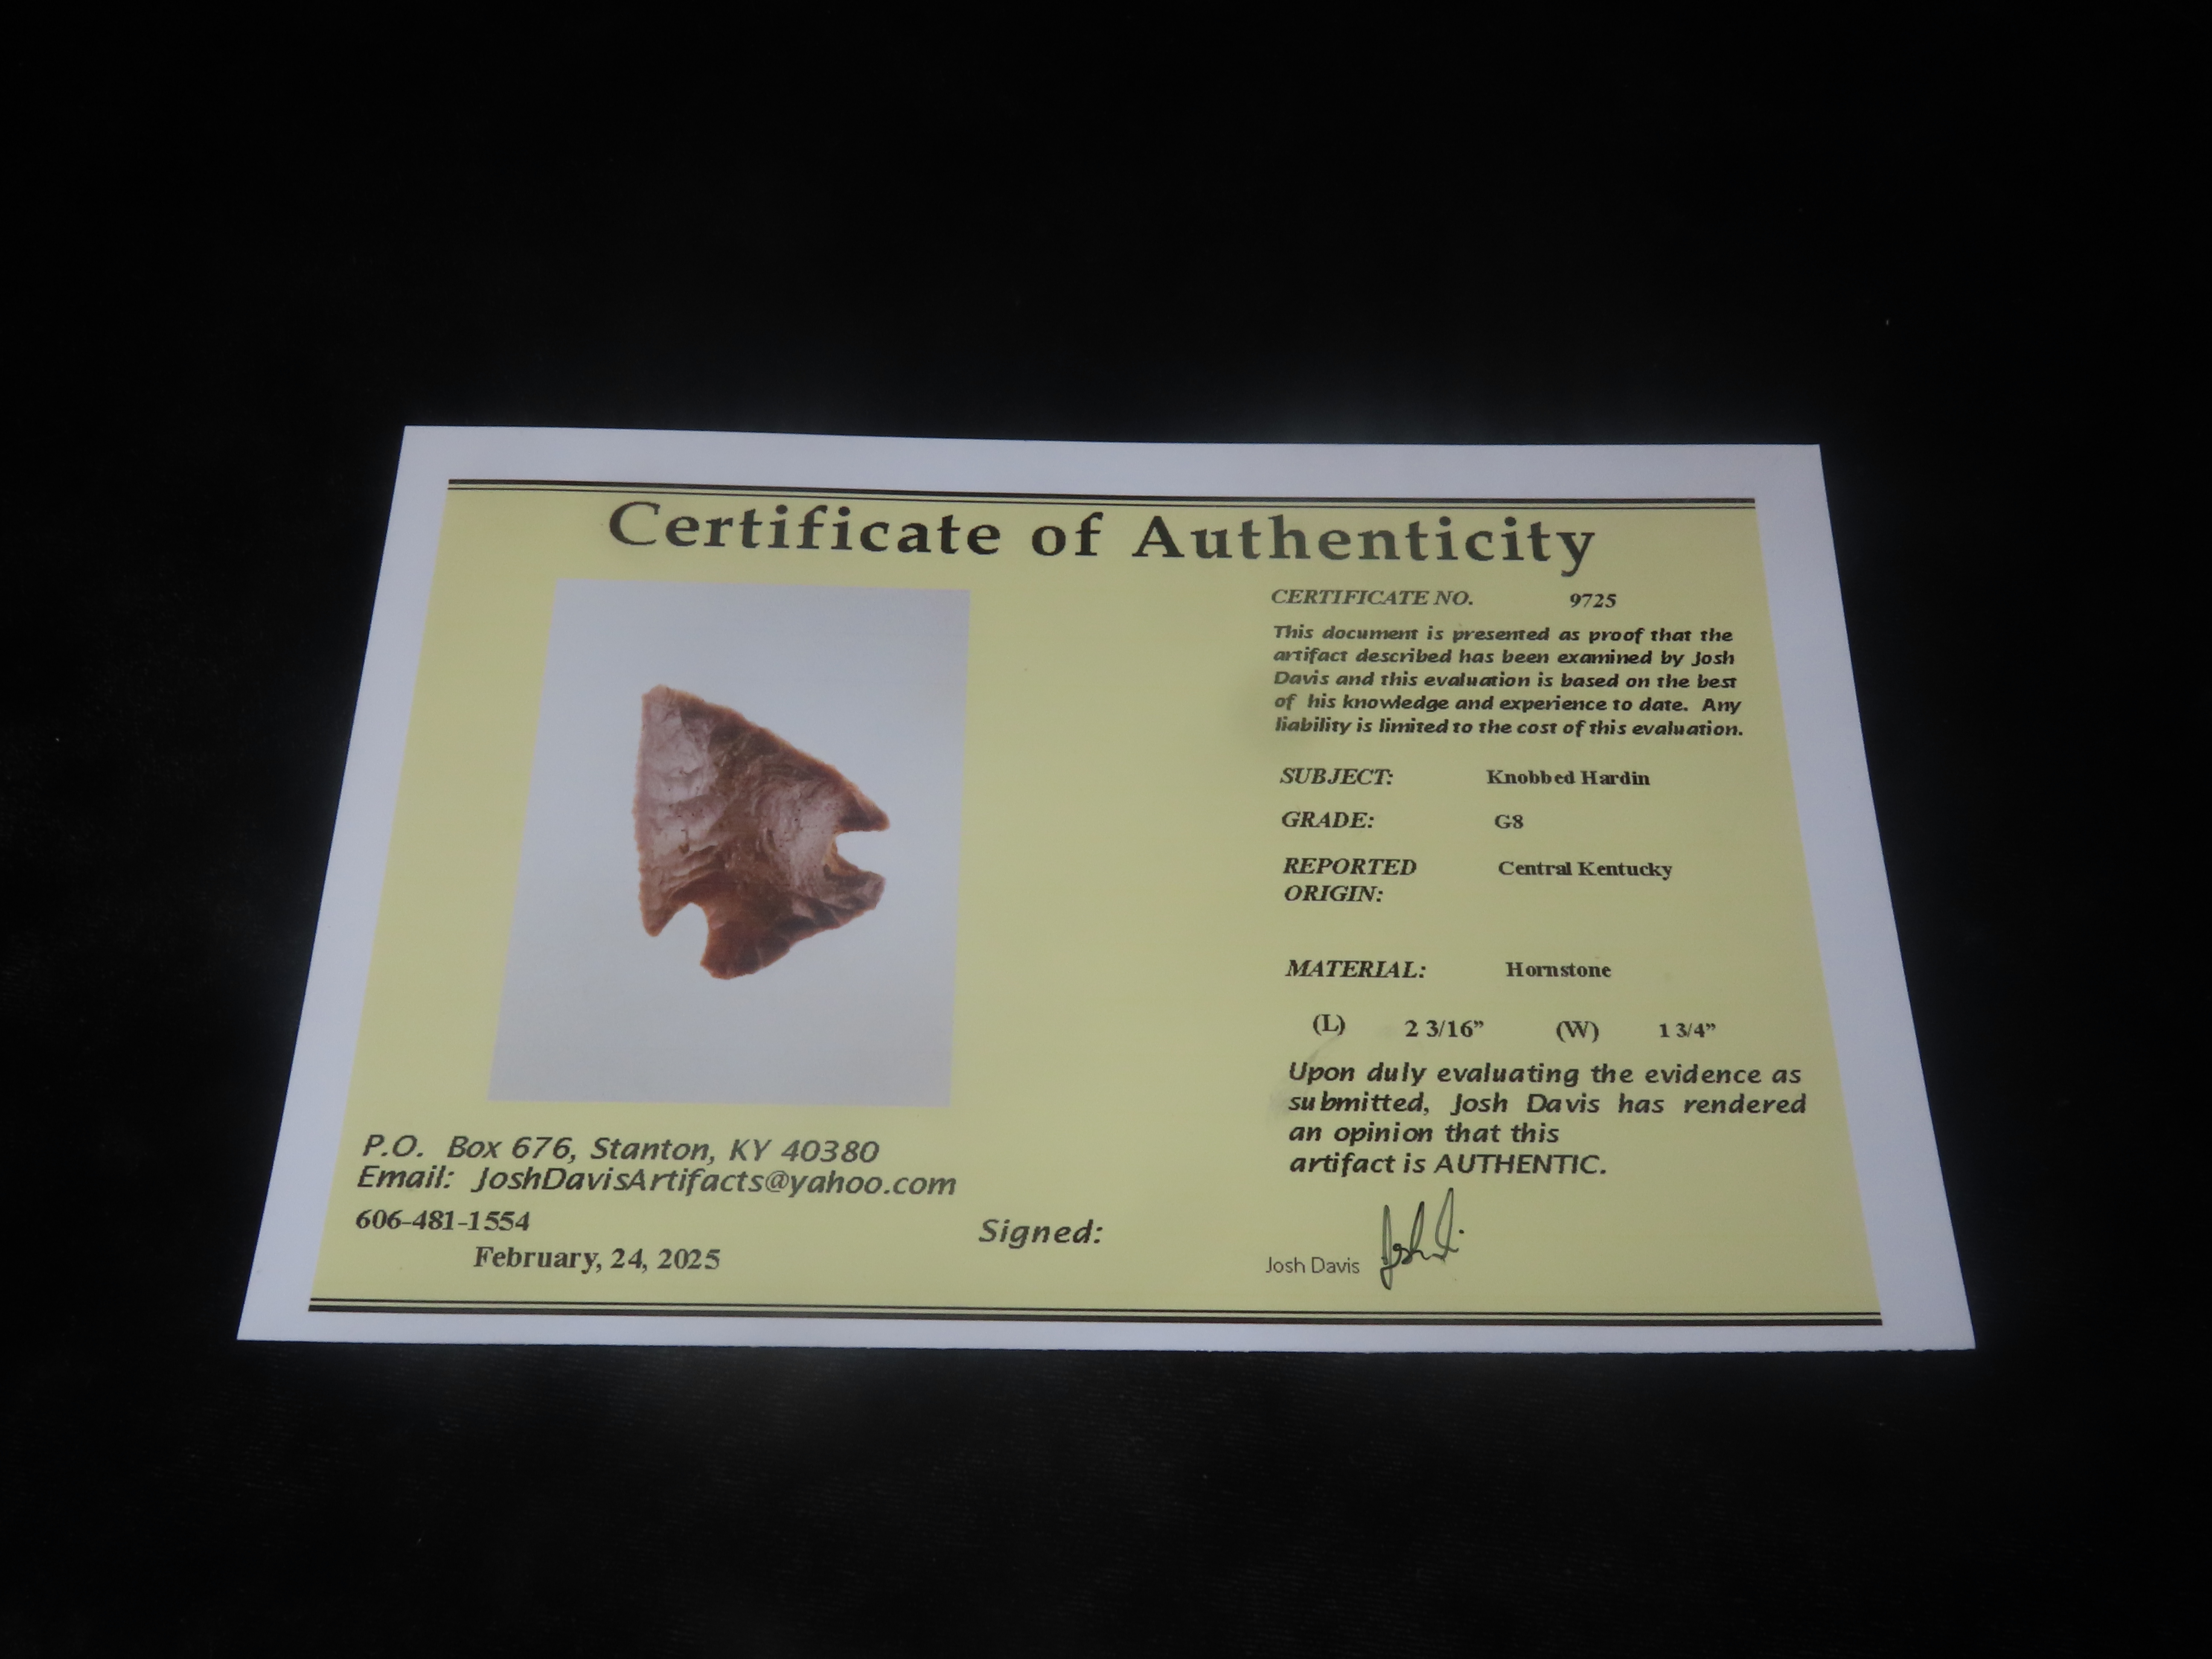 Certificate of Authenticity
CERTIFICATE NO. 9725
This document is presented as proof that the
artifact described has been examined by Josh
Davis and this evaluation is based on the best
of his knowledge and experience to date. Any
liability is limited to the cost of this evaluation.
SUBJECT: Knobbed Hardin
GRADE: G8
REPORTED Central Kentucky
ORIGIN:
MATERIAL: Hornstone
(L) 2 3/16” (W) 1 3/4”
Upon duly evaluating the evidence as
submitted, Josh Davis has rendered
an opinion that this
artifact is AUTHENTIC.
P.O. Box 676, Stanton, KY 40380
Email: JoshDavisArtifacts@yahoo.com
606-481-1554
February, 24, 2025
Signed:
Josh Davis